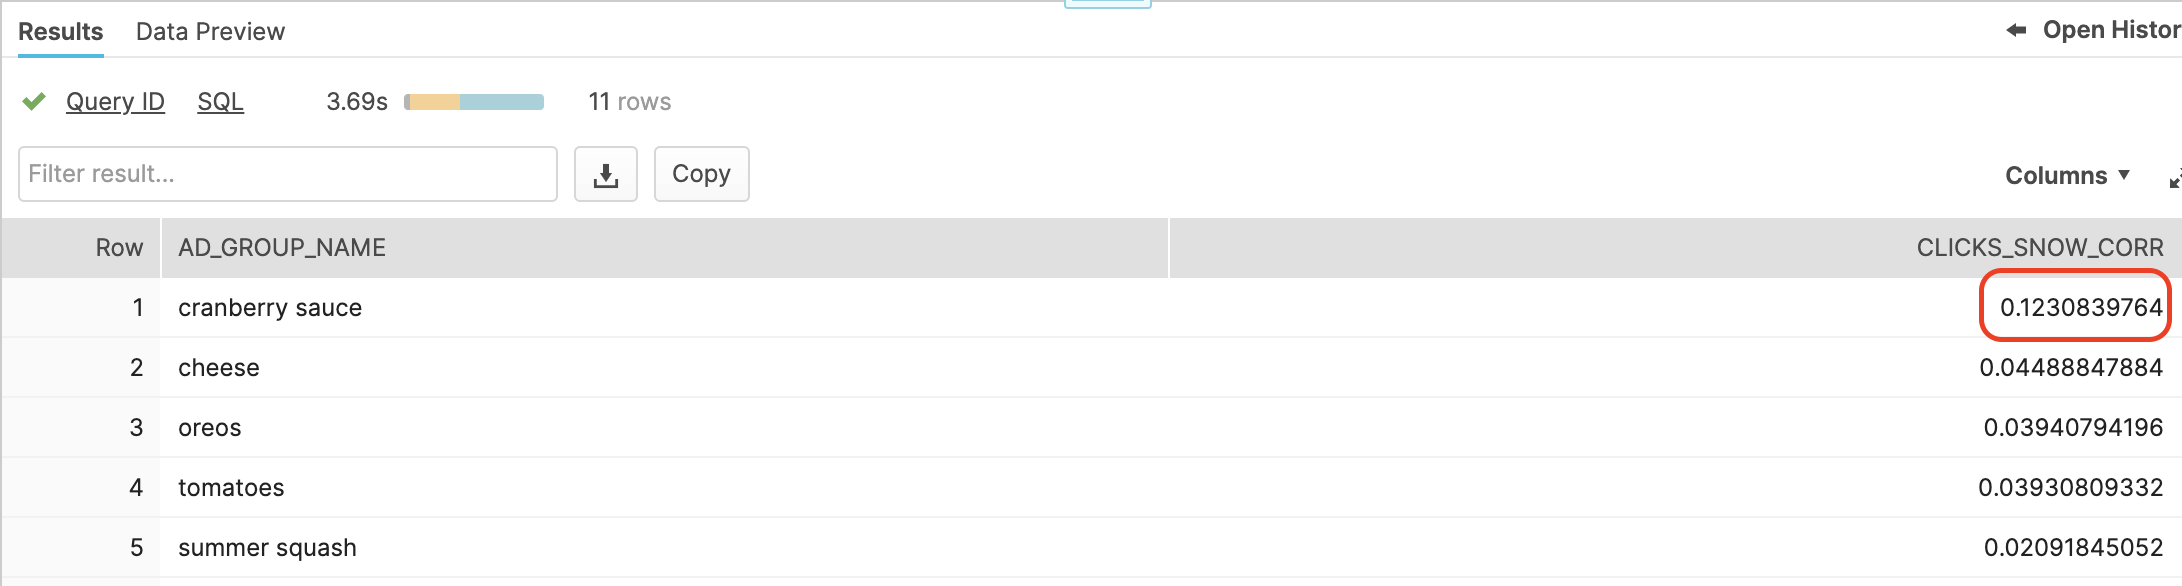 Results Data Preview Open Histor
Query ID SQL 3.69s 11 rows
Filter result... Copy Columns
Row AD_GROUP_NAME CLICKS_SNOW_CORR
1 cranberry sauce 0.1230839764
2 cheese 0.04488847884
3 oreos 0.03940794196
4 tomatoes 0.03930809332
5 summer squash 0.02091845052